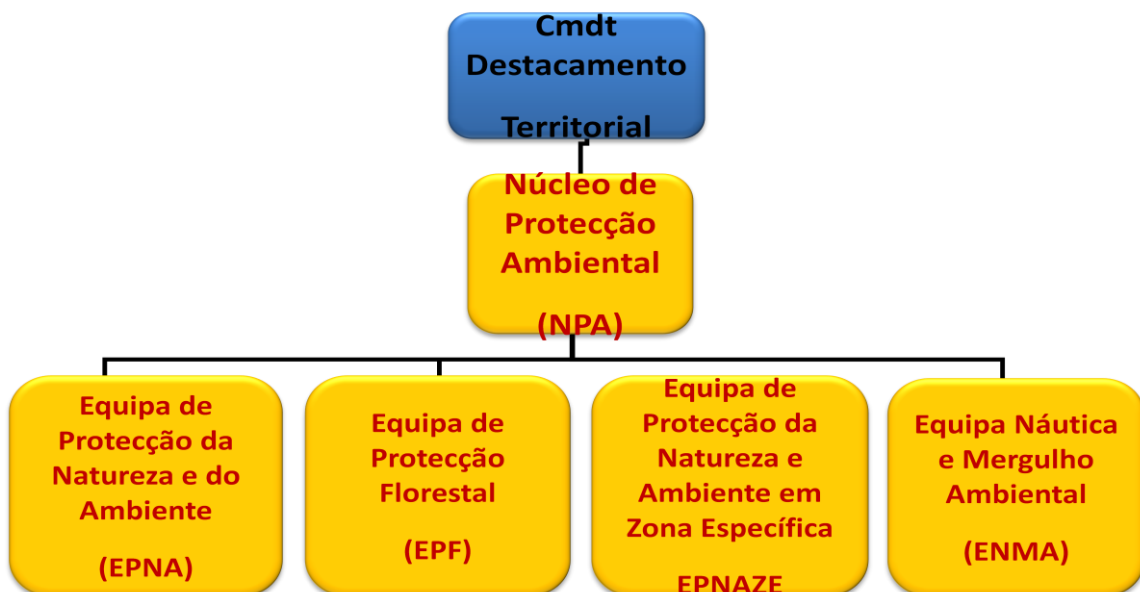 Cmdt
Destacamento
Territorial
Núcleo de
Protecção
Ambiental
(NPA)
Equipa de
Protecção da
Natureza e do
Ambiente
(EPNA)
Equipa de
Protecção
Florestal
(EPF)
Equipa de
Protecção da
Natureza e
Ambiente em
Zona Específica
EPNAZE
Equipa Náutica
e Mergulho
Ambiental
(ENMA)